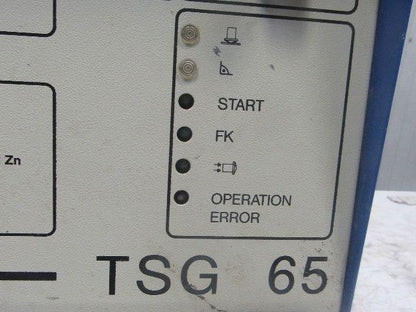 START
FK
Zn
OPERATION
ERROR
TSG 65